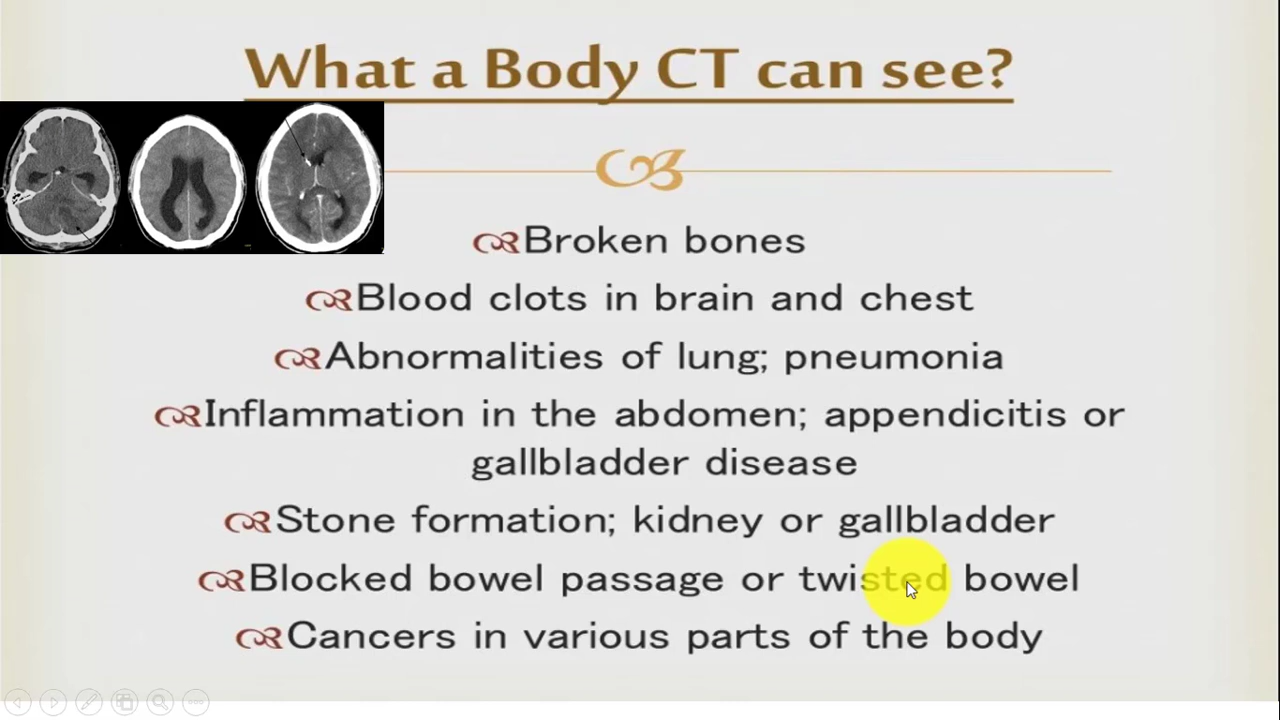 What a Body CT can see?
Broken bones
Blood clots in brain and chest
Abnormalities of lung; pneumonia
Inflammation in the abdomen; appendicitis or
gallbladder disease
Stone formation; kidney or gallbladder
Blocked bowel passage or twisted bowel
Cancers in various parts of the body